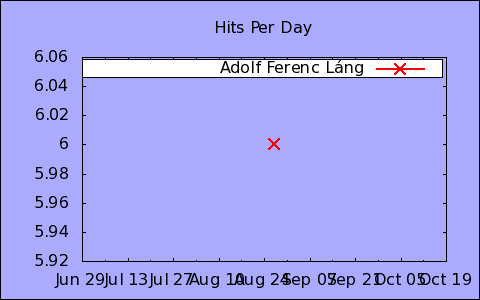 Hits Per Day
6.06
Adolf Ferenc Láng
6.04
6.02
6
5.98
5.96
5.94
5.92
Jun 29 Jul 13 Jul 27 Aug 10 Aug 24 Sep 07 Sep 21 Oct 05 Oct 19